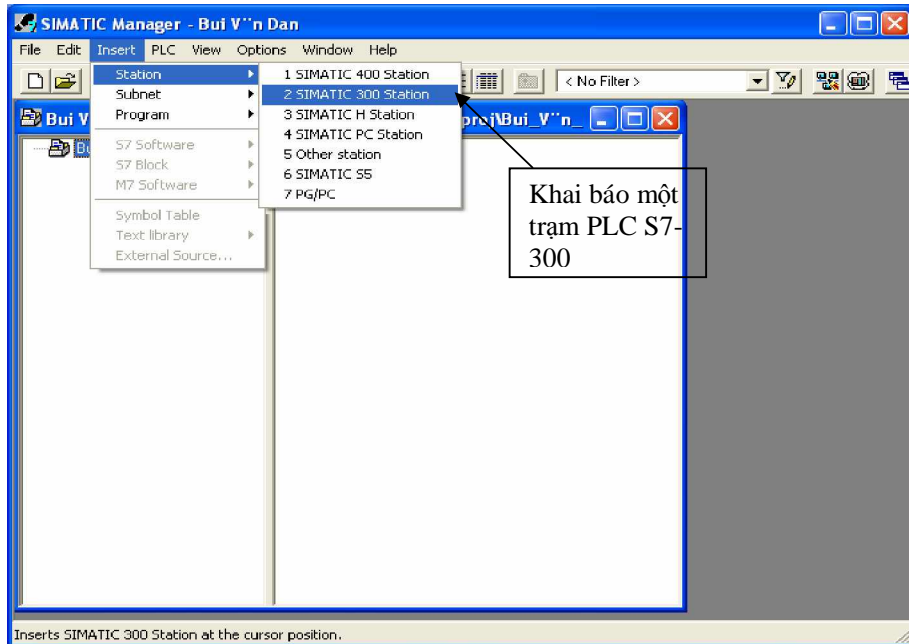 SIMATIC Manager - Bui V¨n Dan
File Edit Insert PLC View Options Window Help
< No Filter >
Station
Subnet
Program
S7 Software
S7 Block
M7 Software
Symbol Table
Text library
External Source...
1 SIMATIC 400 Station
2 SIMATIC 300 Station
3 SIMATIC H Station
4 SIMATIC PC Station
5 Other station
6 SIMATIC S5
7 PG/PC
Bui V
proj\Bui_V¨n_
Bu
Khai báo một
trạm PLC S7-
300
Inserts SIMATIC 300 Station at the cursor position.